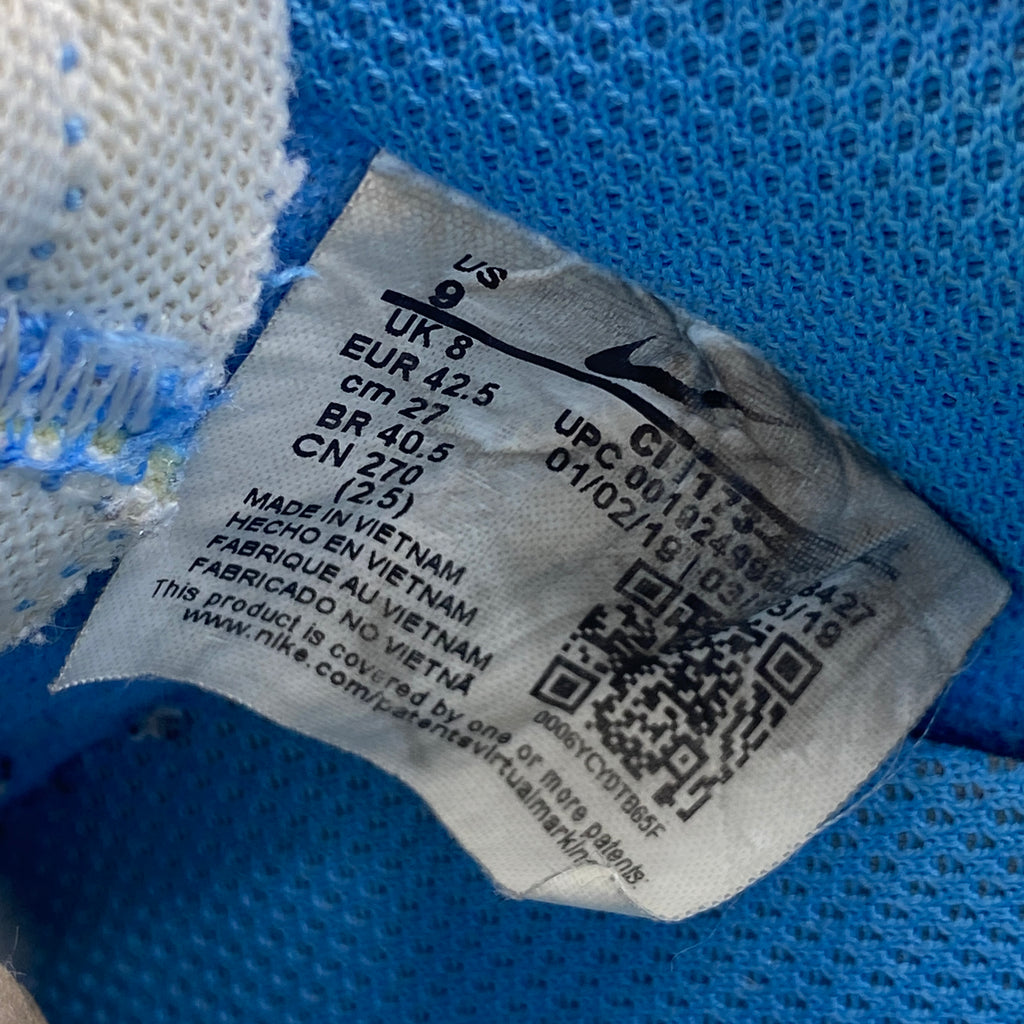 US
9
UK 8
EUR 42.5
cm 27
BR 40.5
CN 270
(2.5)
UPC
01/02/19 | 03/ /19
MADE IN VIETNAM
HECHO EN VIETNAM
FABRIQUE AU VIETNAM
FABRICADO NO VIETNÃ
This product is covered by one or more patents:
www.nike.com/patentsvirtualmarkin
0006YCYDTB65F